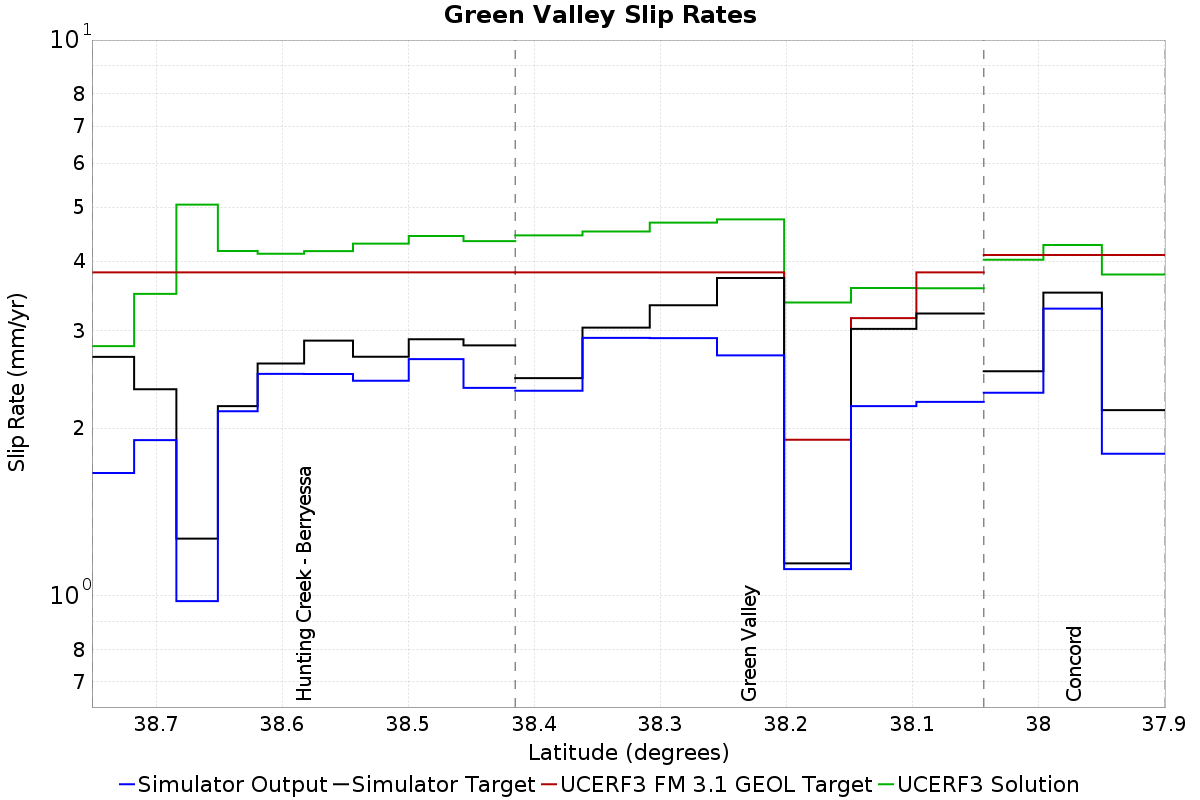 Green Valley Slip Rates
10^1
8
7
6
5
4
3
2
10^0
8
7
Slip Rate (mm/yr)
Hunting Creek - Berryessa
Green Valley
Concord
38.7 38.6 38.5 38.4 38.3 38.2 38.1 38 37.9
Latitude (degrees)
Simulator Output Simulator Target UCERF3 FM 3.1 GEOL Target UCERF3 Solution